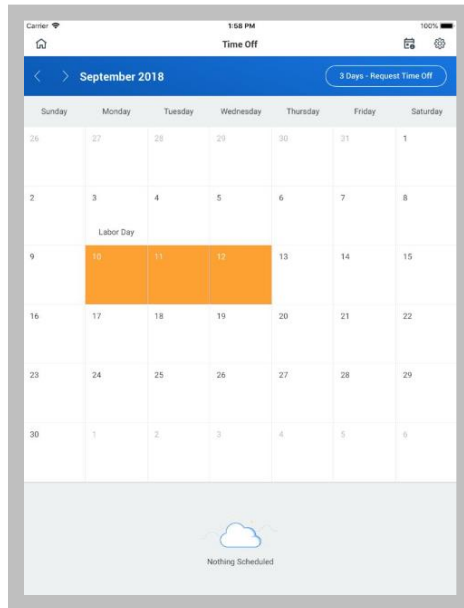 Carrier 1:58 PM 100%
Time Off
September 2018 3 Days - Request Time Off
Sunday Monday Tuesday Wednesday Thursday Friday Saturday
26 27 28 29 30 31 1
2 3 4 5 6 7 8
Labor Day
9 10 11 12 13 14 15
16 17 18 19 20 21 22
23 24 25 26 27 28 29
30 1 2 3 4 5 6
Nothing Scheduled